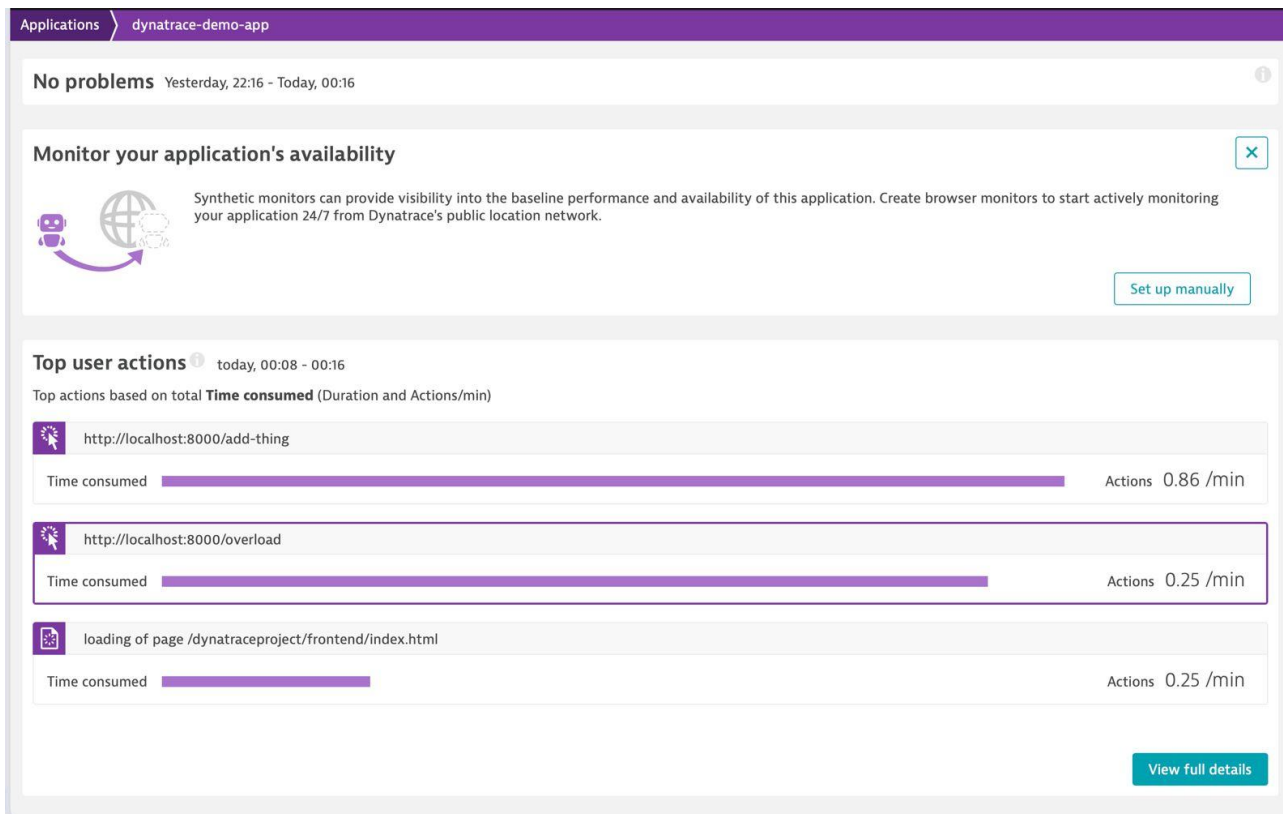 Applications
dynatrace-demo-app
No problems Yesterday, 22:16 - Today, 00:16
Monitor your application's availability
Synthetic monitors can provide visibility into the baseline performance and availability of this application. Create browser monitors to start actively monitoring
your application 24/7 from Dynatrace's public location network.
Set up manually
Top user actions today, 00:08 - 00:16
Top actions based on total Time consumed (Duration and Actions/min)
http://localhost:8000/add-thing
Time consumed Actions 0.86 /min
http://localhost:8000/overload
Time consumed Actions 0.25 /min
loading of page /dynatraceproject/frontend/index.html
Time consumed Actions 0.25 /min
View full details